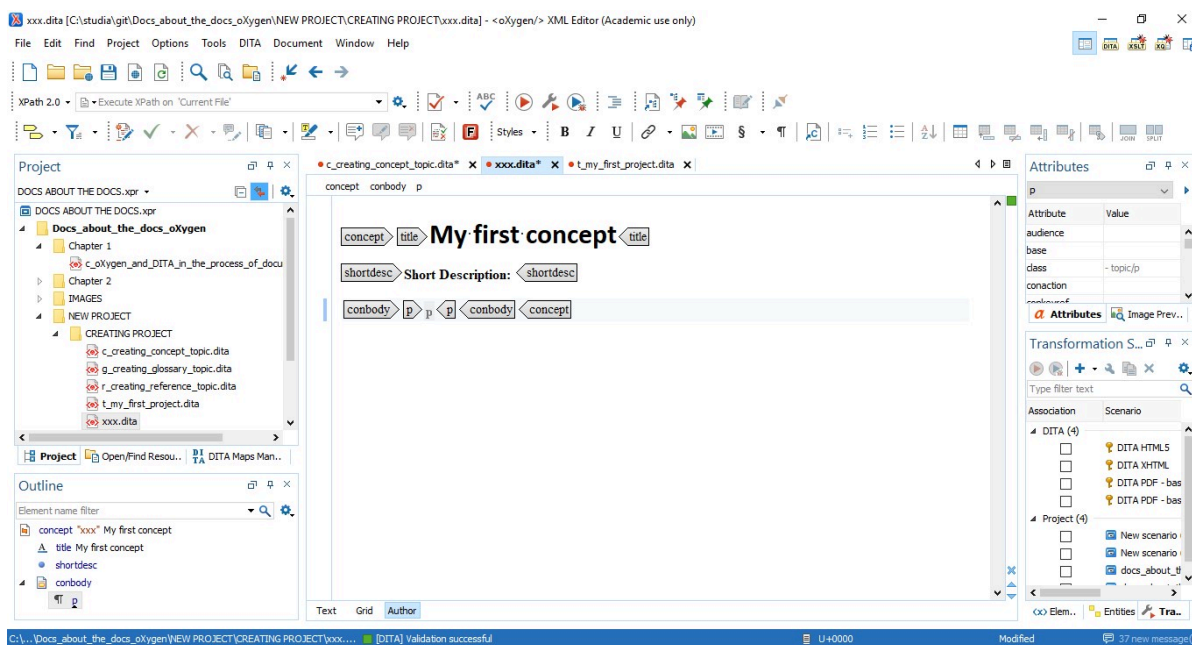 xxx.dita [C:\studia\git\Docs_about_the_docs_oXygen\NEW PROJECT\CREATING PROJECT\xxx.dita] - <oXygen/> XML Editor (Academic use only)
File Edit Find Project Options Tools DITA Document Window Help
DITA XSLT XQ
XPath 2.0 Execute XPath on 'Current File' ABC
F Styles B I U § ¶ JOIN SPLIT
Project
DOCS ABOUT THE DOCS.xpr
DOCS ABOUT THE DOCS.xpr
Docs_about_the_docs_oXygen
Chapter 1
c_oXygen_and_DITA_in_the_process_of_docu
Chapter 2
IMAGES
NEW PROJECT
CREATING PROJECT
c_creating_concept_topic.dita
g_creating_glossary_topic.dita
r_creating_reference_topic.dita
t_my_first_project.dita
xxx.dita
Project Open/Find Resou.. DITA Maps Man..
Outline
Element name filter
concept "xxx" My first concept
title My first concept
shortdesc
conbody
¶ p
c_creating_concept_topic.dita* xxx.dita* t_my_first_project.dita
concept conbody p
concept title My first concept title
shortdesc Short Description: shortdesc
conbody p p p conbody concept
Text Grid Author
Attributes
p
Attribute Value
audience
base
class - topic/p
conaction
a Attributes Image Prev..
Transformation S...
Type filter text
Association Scenario
DITA (4)
DITA HTML5
DITA XHTML
DITA PDF - bas
DITA PDF - bas
Project (4)
New scenario
New scenario
docs_about_th
Elem.. Entities Tra..
C:\...\Docs_about_the_docs_oXygen\NEW PROJECT\CREATING PROJECT\xxx.... [DITA] Validation successful U+0000 Modified 37 new message(